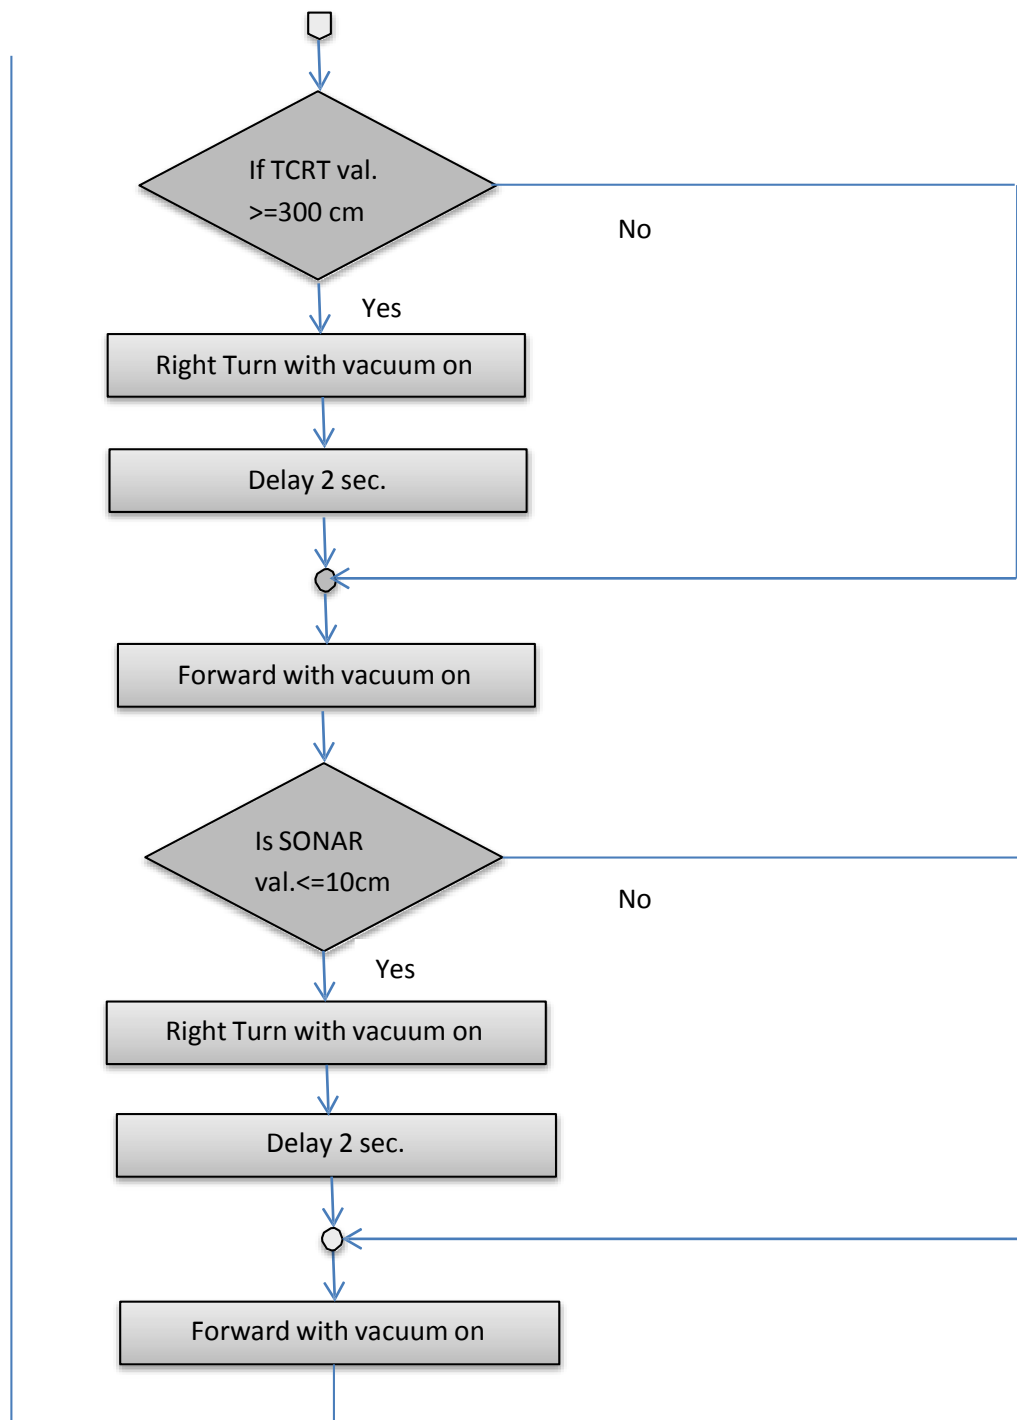 If TCRT val.
>=300 cm
No
Yes
Right Turn with vacuum on
Delay 2 sec.
Forward with vacuum on
Is SONAR
val.<=10cm
No
Yes
Right Turn with vacuum on
Delay 2 sec.
Forward with vacuum on